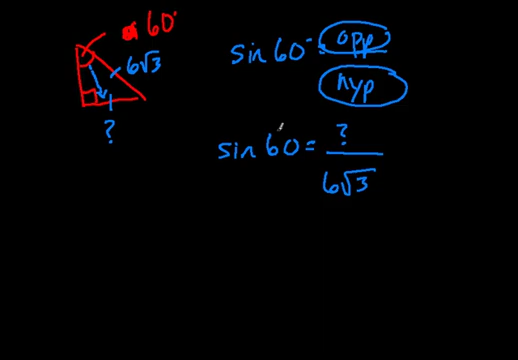 60°
6√3
?
sin 60° = opp
hyp
sin 60 = ?
6√3